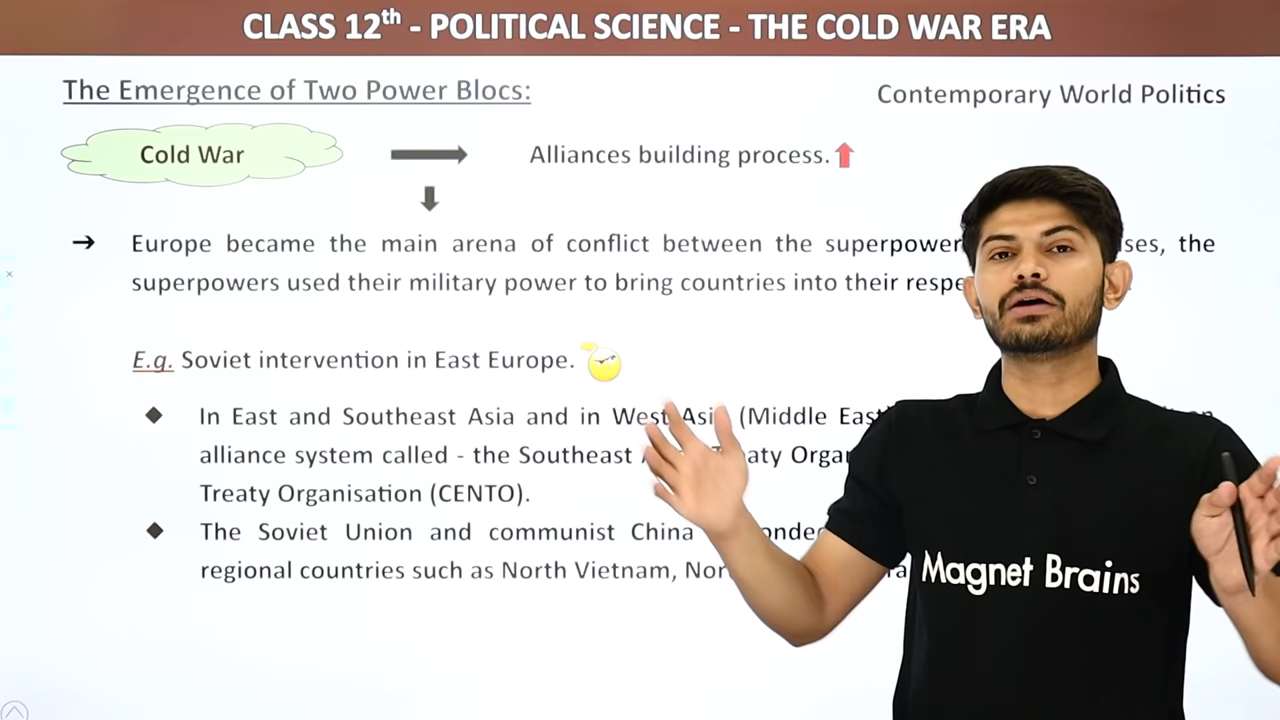 CLASS 12th - POLITICAL SCIENCE - THE COLD WAR ERA
The Emergence of Two Power Blocs:
Contemporary World Politics
Cold War
Alliances building process.
➔ Europe became the main arena of conflict between the superpower the
superpowers used their military power to bring countries into their
E.g. Soviet intervention in East Europe.
◆ In East and Southeast Asia and in West Asia (Middle East
alliance system called - the Southeast
Treaty Organisation (CENTO).
◆ The Soviet Union and communist China
regional countries such as North Vietnam,
Magnet Brains